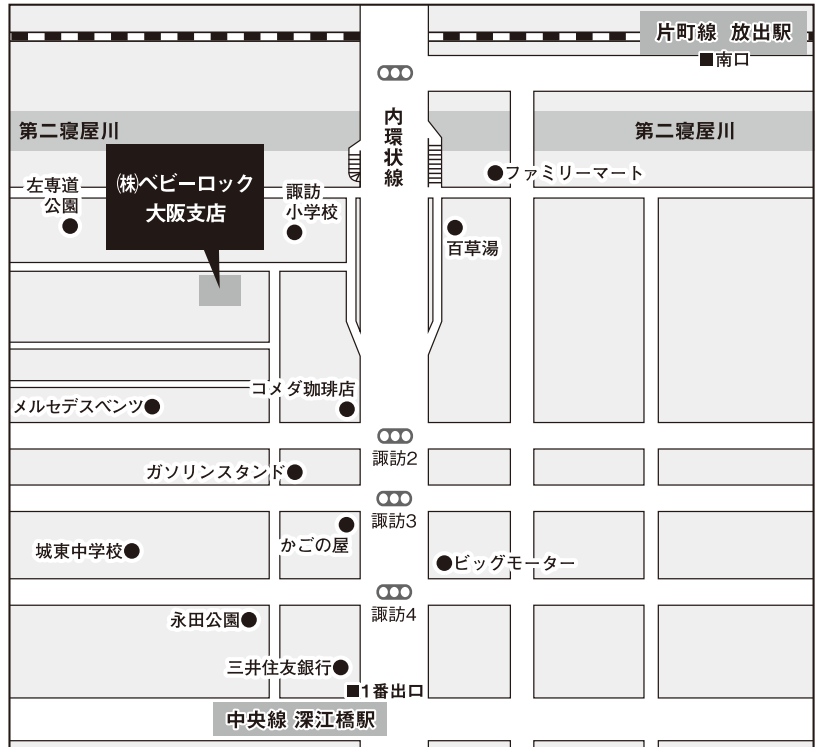 片町線 放出駅
■南口
内環状線
第二寝屋川
第二寝屋川
㈱ベビーロック
大阪支店
左専道
公園
諏訪
小学校
ファミリーマート
百草湯
コメダ珈琲店
メルセデスベンツ
諏訪2
ガソリンスタンド
諏訪3
かごの屋
城東中学校
ビッグモーター
諏訪4
永田公園
三井住友銀行
■1番出口
中央線 深江橋駅